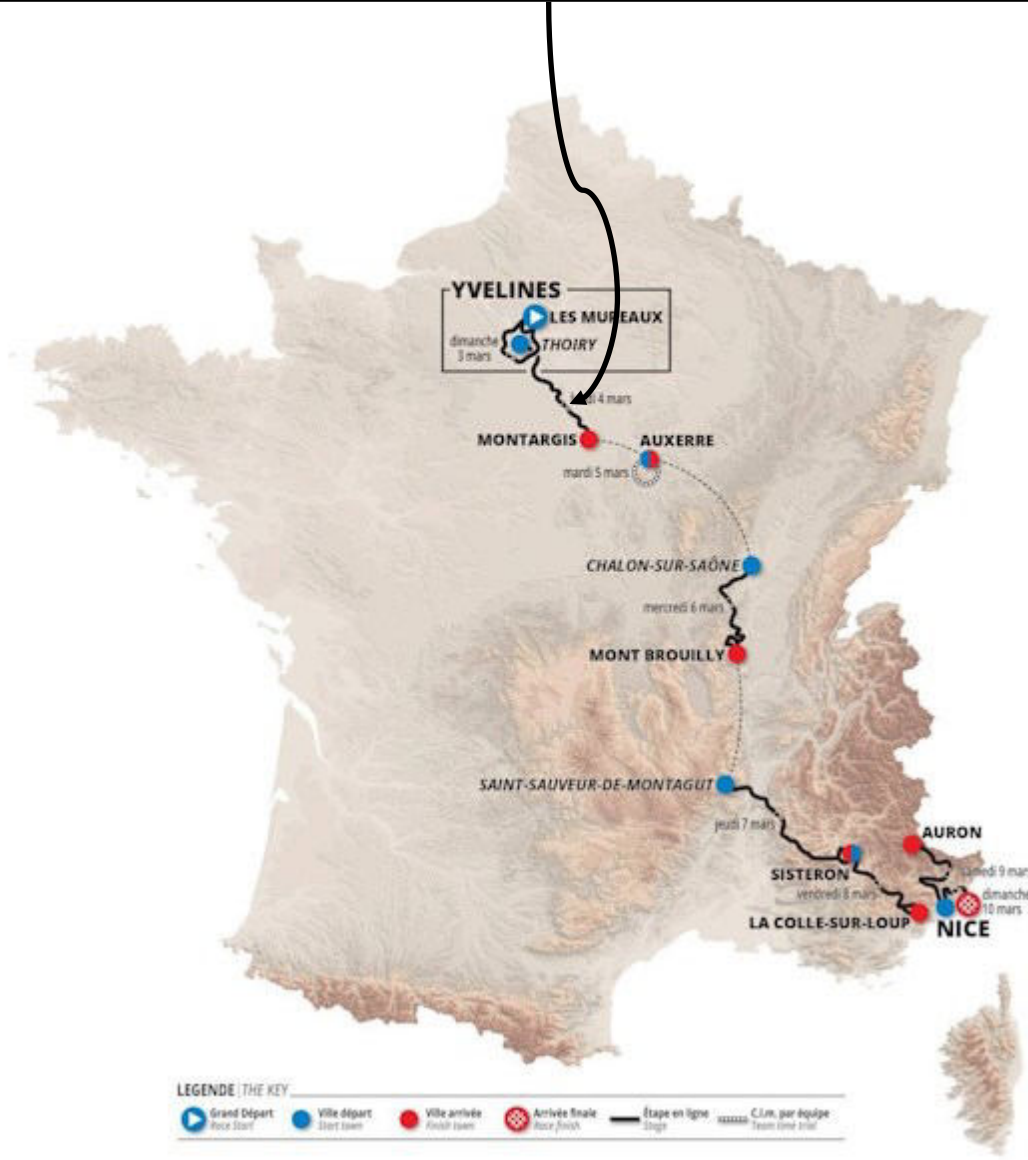 YVELINES
LES MUREAUX
dimanche
3 mars
THOIRY
4 mars
MONTARGIS
AUXERRE
mardi 5 mars
CHALON-SUR-SAÔNE
mercredi 6 mars
MONT BROUILLY
SAINT-SAUVEUR-DE-MONTAGUT
jeudi 7 mars
AURON
SISTERON
samedi 9 mars
vendredi 8 mars
dimanche
10 mars
LA COLLE-SUR-LOUP
NICE
LEGENDE | THE KEY
Grand Départ
Race Start
Ville départ
Start town
Ville arrivée
Finish town
Arrivée finale
Race finish
Étape en ligne
Stage
C.l.m. par équipe
Team time trial